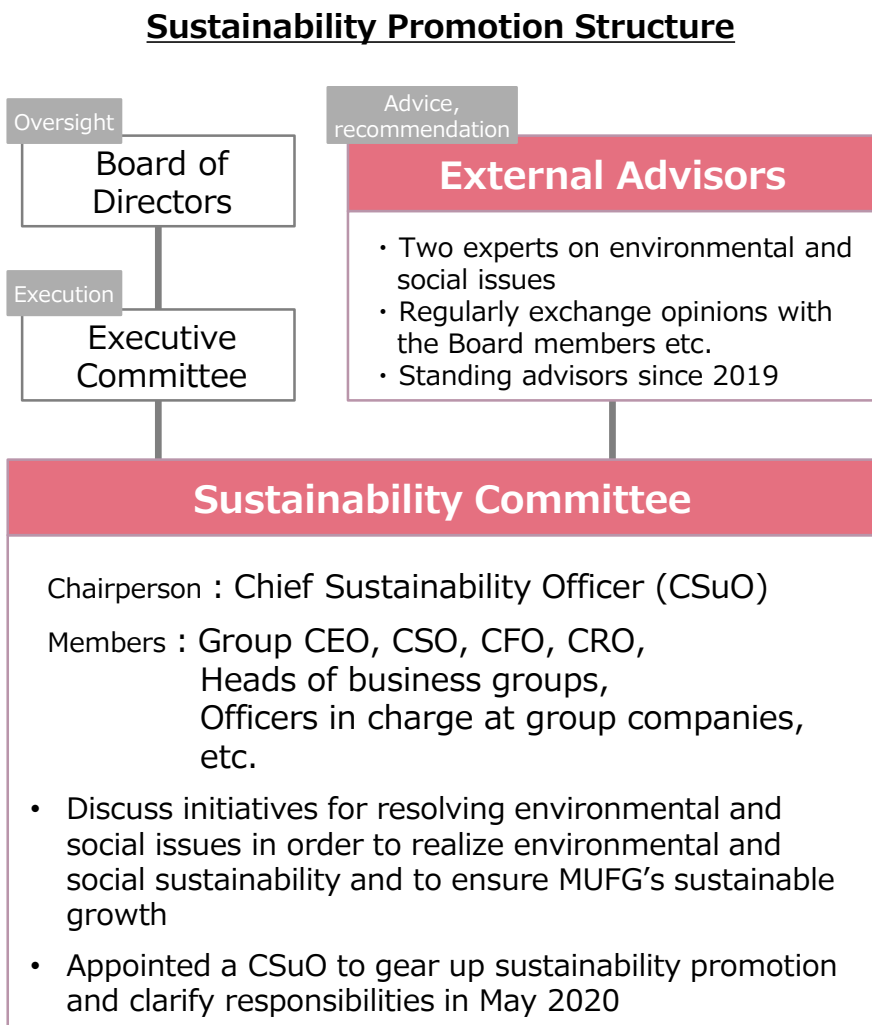 Sustainability Promotion Structure
Oversight
Board of
Directors
Execution
Executive
Committee
Advice,
recommendation
External Advisors
・Two experts on environmental and
social issues
・Regularly exchange opinions with
the Board members etc.
・Standing advisors since 2019
Sustainability Committee
Chairperson : Chief Sustainability Officer (CSuO)
Members : Group CEO, CSO, CFO, CRO,
Heads of business groups,
Officers in charge at group companies,
etc.
• Discuss initiatives for resolving environmental and
social issues in order to realize environmental and
social sustainability and to ensure MUFG’s sustainable
growth
• Appointed a CSuO to gear up sustainability promotion
and clarify responsibilities in May 2020